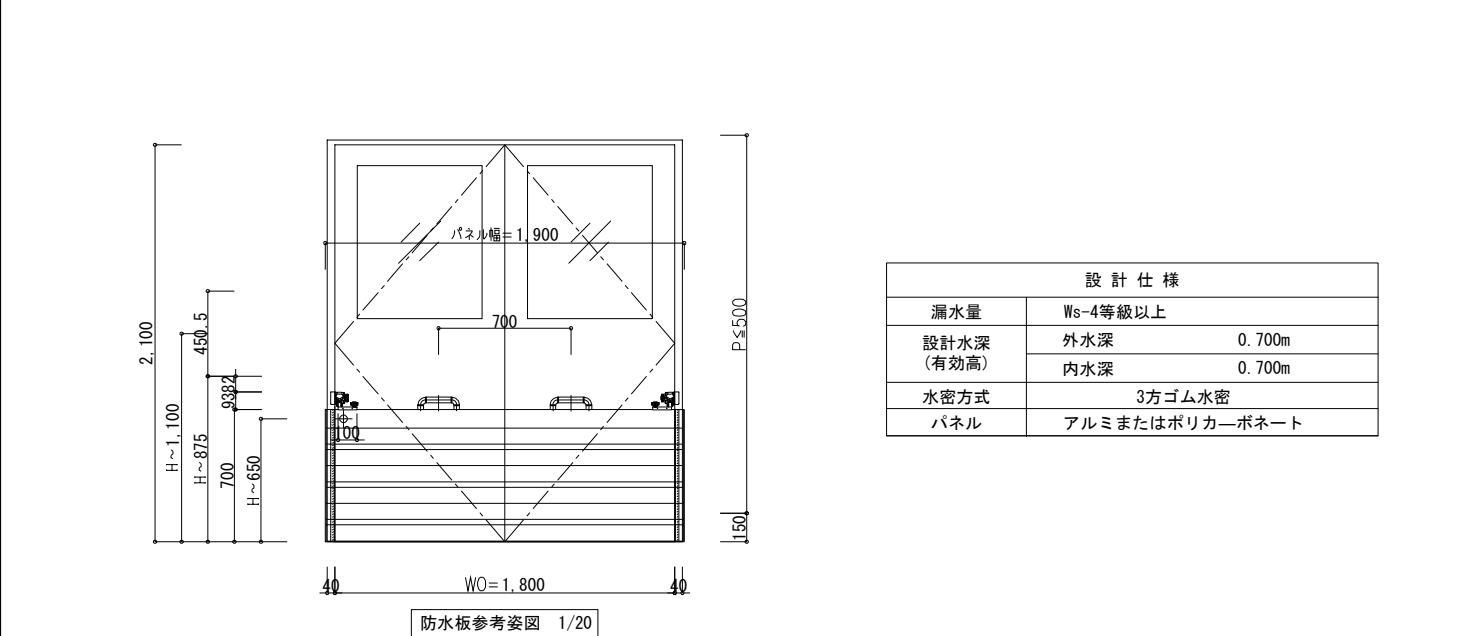 パネル幅=1,900
700
2,100
H~1,100
450.5
H~875
93
82
700
H~650
100
P≦500
150
40
WO=1,800
40
防水板参考姿図 1/20
設計仕様
漏水量 Ws-4等級以上
設計水深
(有効高)
外水深 0.700m
内水深 0.700m
水密方式 3方ゴム水密
パネル アルミまたはポリカ―ボネート